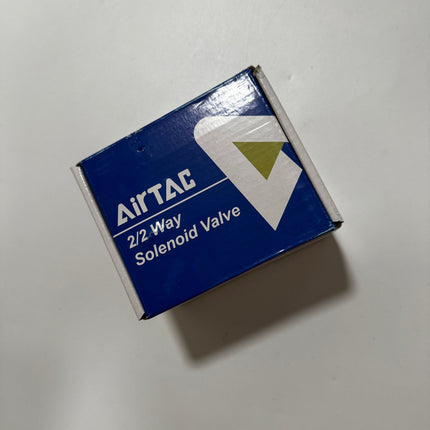 AirTAC
2/2 Way
Solenoid Valve